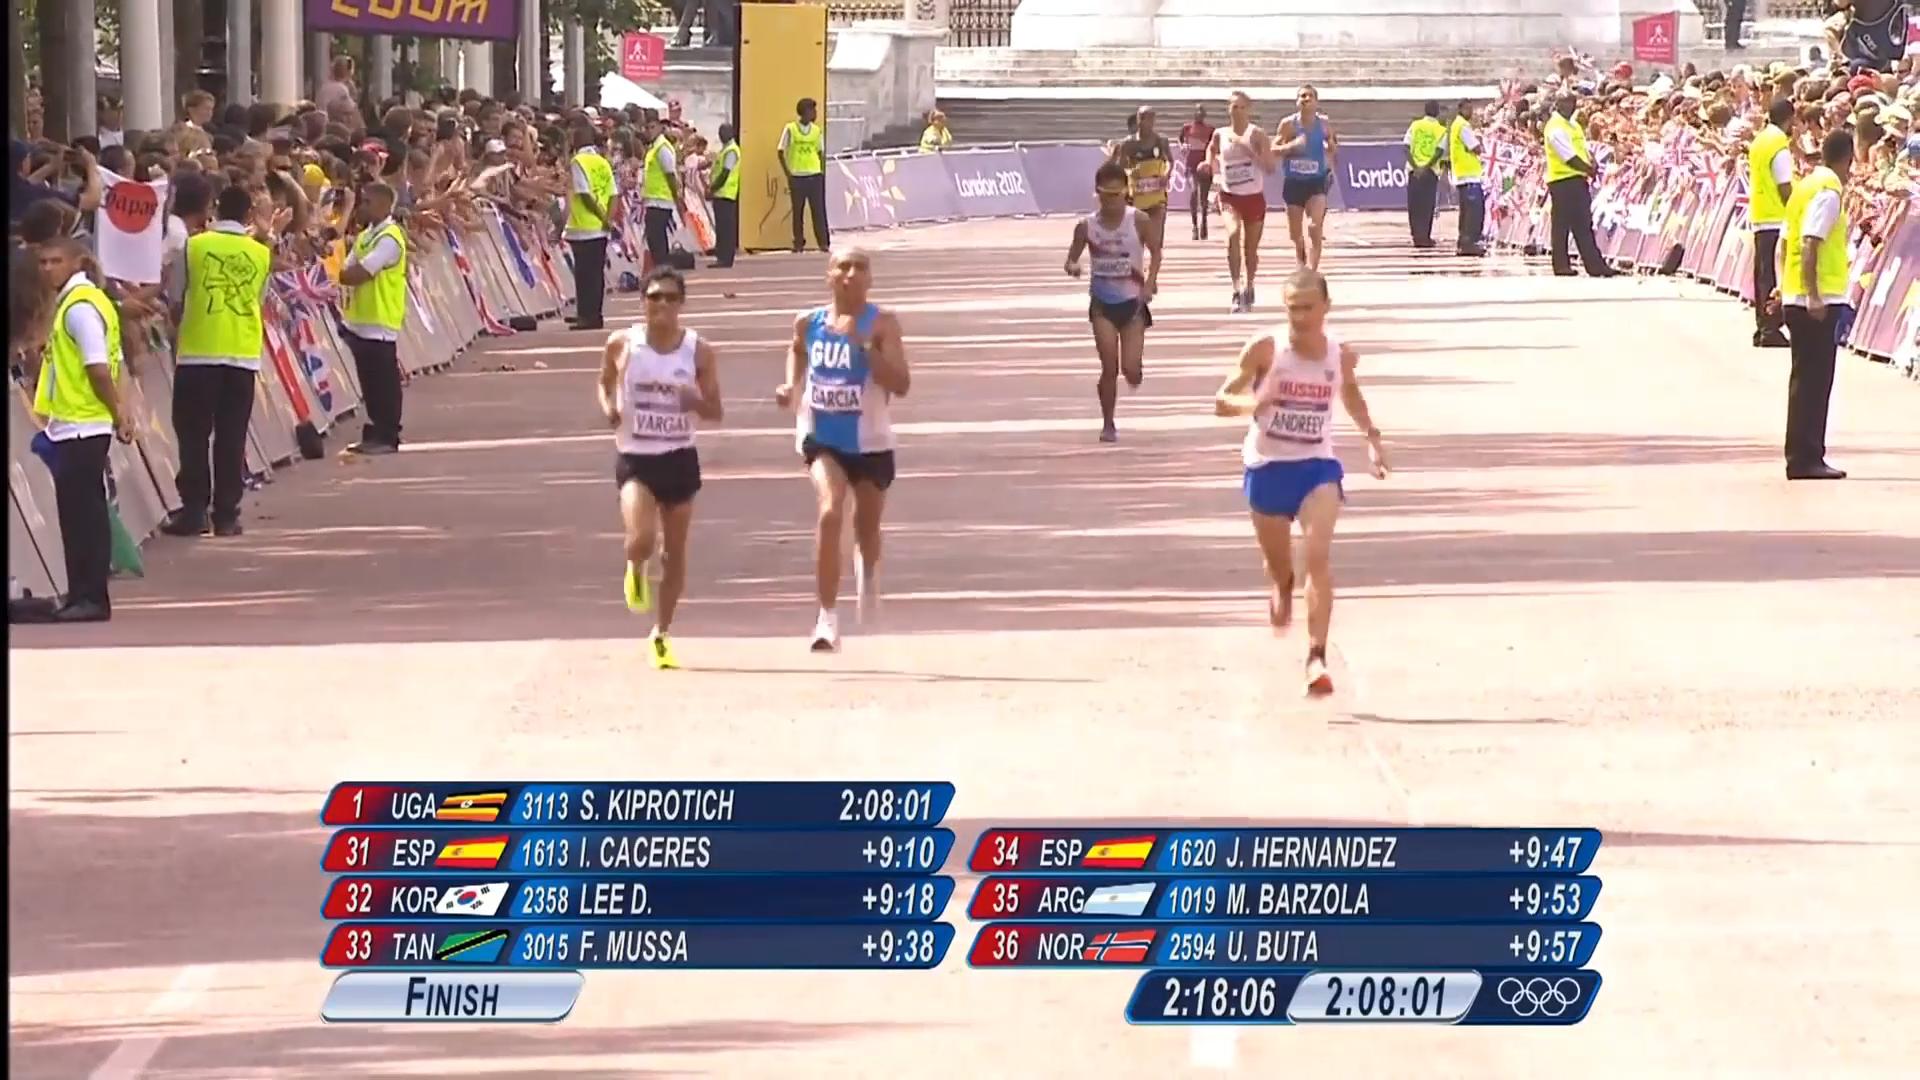 200m
Japan
London 2012
London
GUA
GARCIA
VARGAS
RUSSIA
ANDREEV
1 UGA 3113 S. KIPROTICH 2:08:01
31 ESP 1613 I. CACERES +9:10
32 KOR 2358 LEE D. +9:18
33 TAN 3015 F. MUSSA +9:38
34 ESP 1620 J. HERNANDEZ +9:47
35 ARG 1019 M. BARZOLA +9:53
36 NOR 2594 U. BUTA +9:57
FINISH
2:18:06 2:08:01